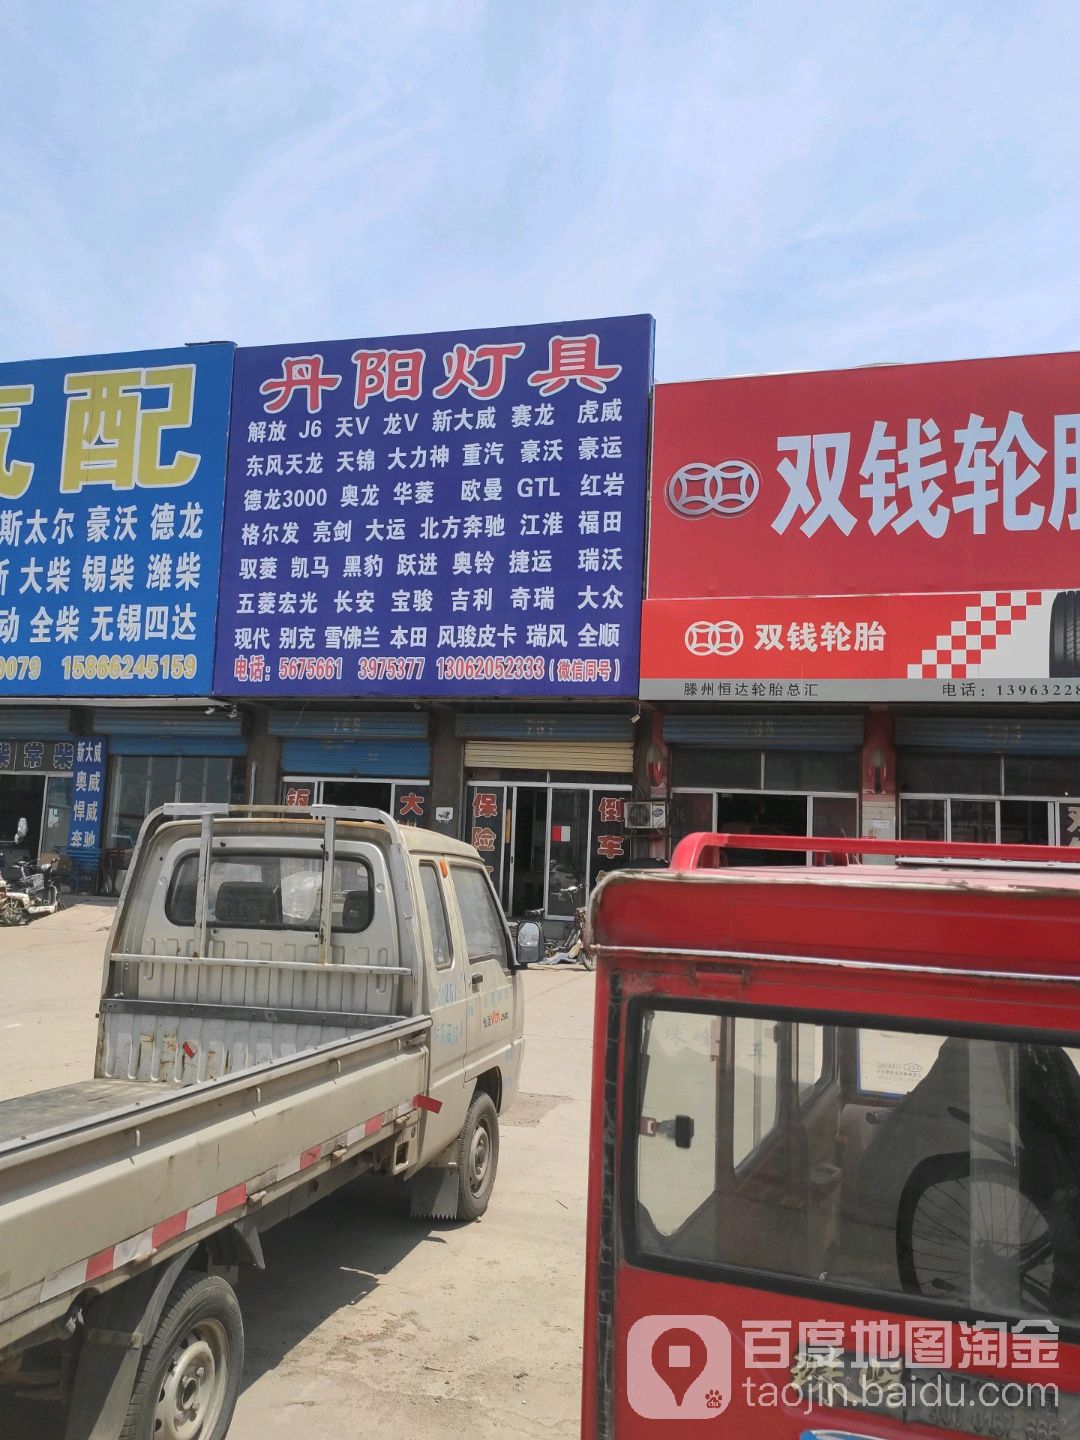 配
斯太尔 豪沃 德龙
大柴 锡柴 潍柴
动 全柴 无锡四达
0079 15866245159
丹阳灯具
解放 J6 天V 龙V 新大威 赛龙 虎威
东风天龙 天锦 大力神 重汽 豪沃 豪运
德龙3000 奥龙 华菱 欧曼 GTL 红岩
格尔发 亮剑 大运 北方奔驰 江淮 福田
驭菱 凯马 黑豹 跃进 奥铃 捷运 瑞沃
五菱宏光 长安 宝骏 吉利 奇瑞 大众
现代 别克 雪佛兰 本田 风骏皮卡 瑞风 全顺
电话：5675661 3975377 13062052333（微信同号）
双钱轮胎
双钱轮胎
滕州恒达轮胎总汇
电话：13963228
常柴
新大威
奥威
悍威
奔驰
大
保险
倒车
双
百度地图淘金
taojin.baidu.com